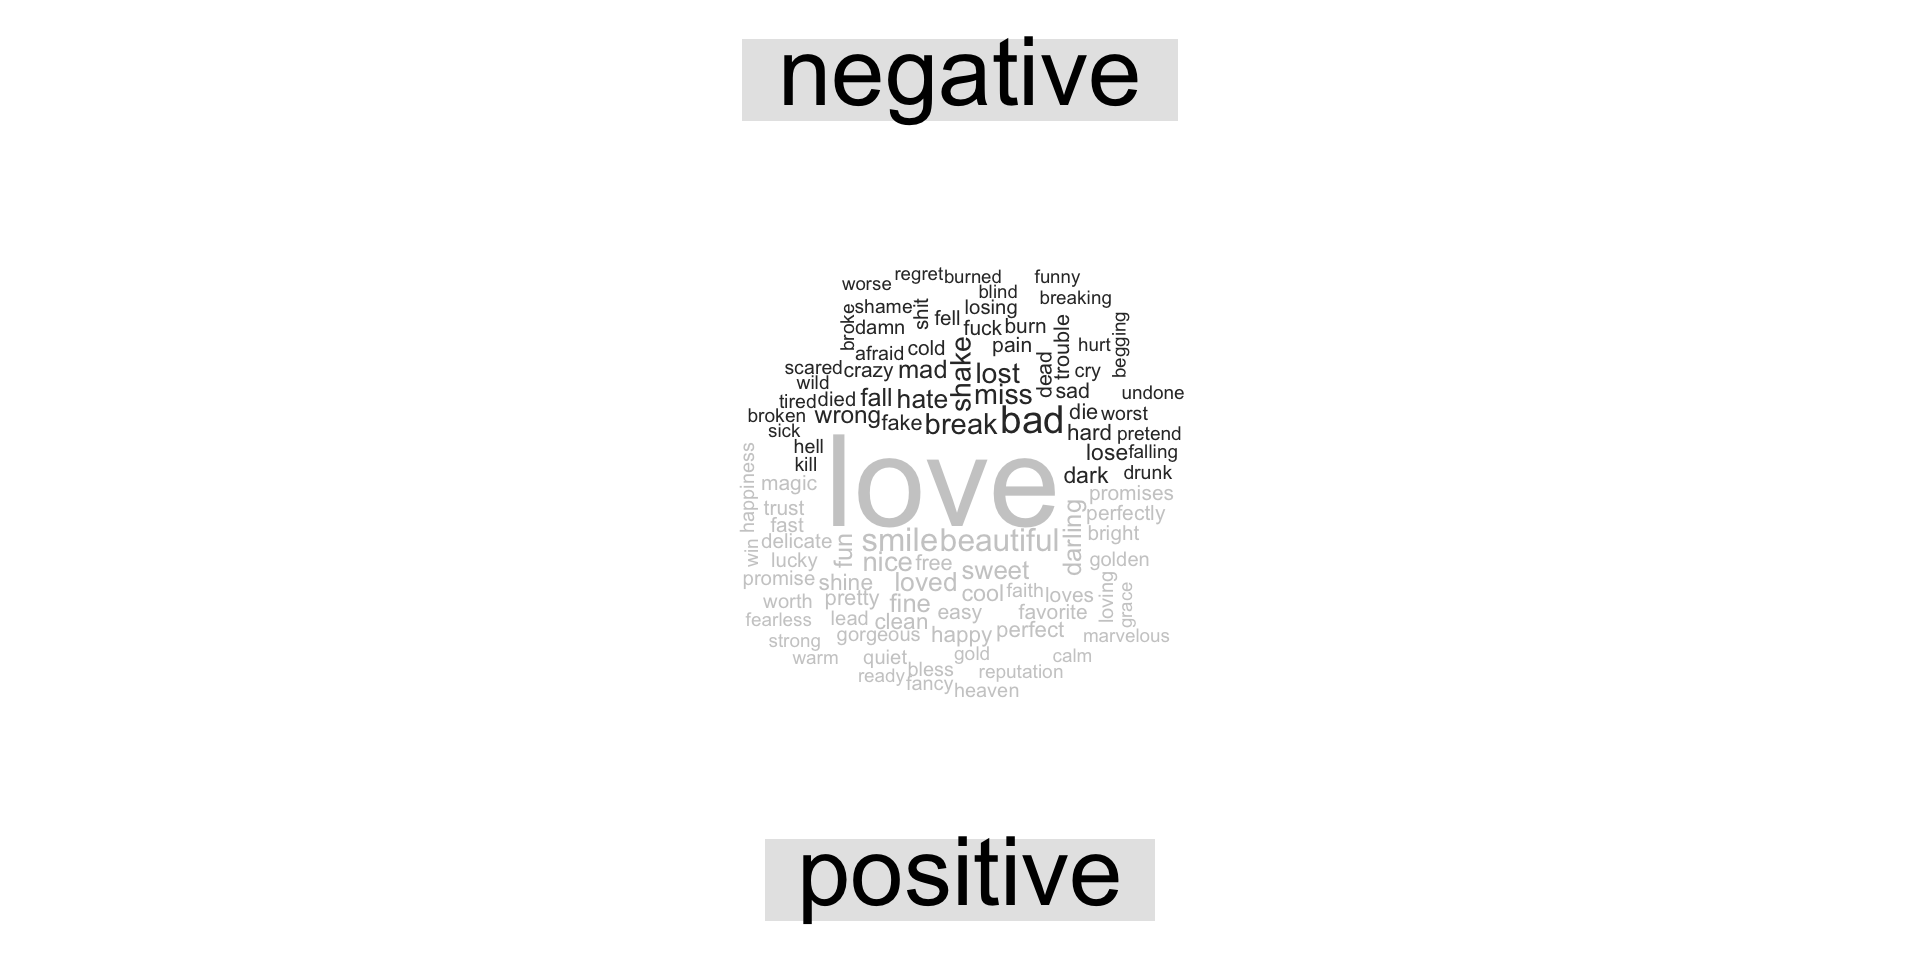 negative
regret burned funny
worse blind
shame shit losing breaking
broke damn fell fuck burn trouble begging
afraid cold shake pain dead hurt
scared crazy mad lost cry
wild
tired died fall hate miss sad undone
broken wrong fake break bad die worst
sick hard pretend
hell lose falling
kill dark drunk
love
happiness magic promises
trust darling perfectly
fast
win delicate fun smile beautiful bright
lucky nice free golden
promise shine loved sweet loving grace
worth pretty fine cool faith loves
fearless lead clean easy favorite
strong gorgeous happy perfect marvelous
warm quiet gold calm
ready bless reputation
fancy heaven
positive